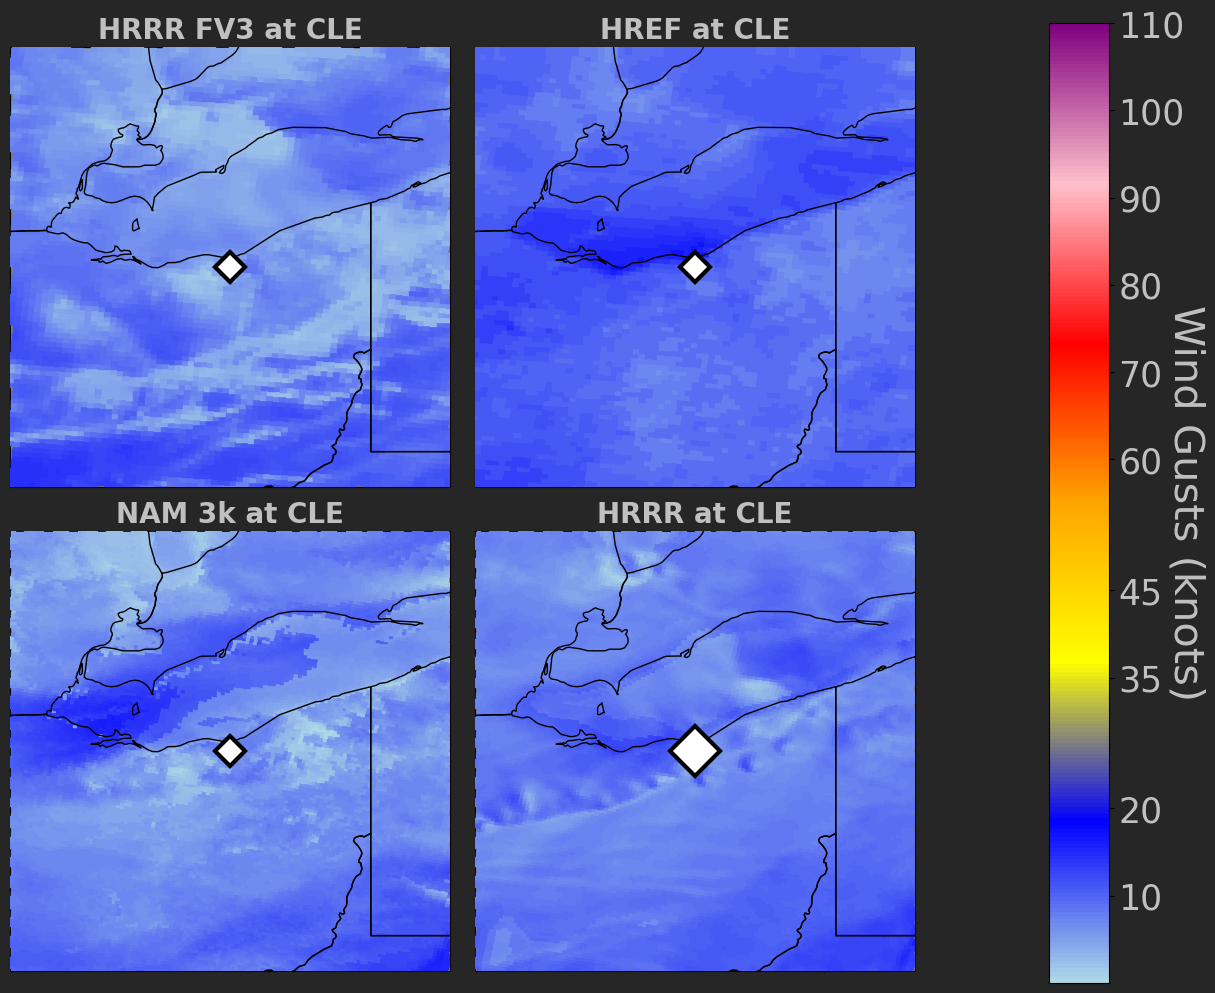 HRRR FV3 at CLE
HREF at CLE
NAM 3k at CLE
HRRR at CLE
110
100
90
80
70
60
45
35
20
10
Wind Gusts (knots)